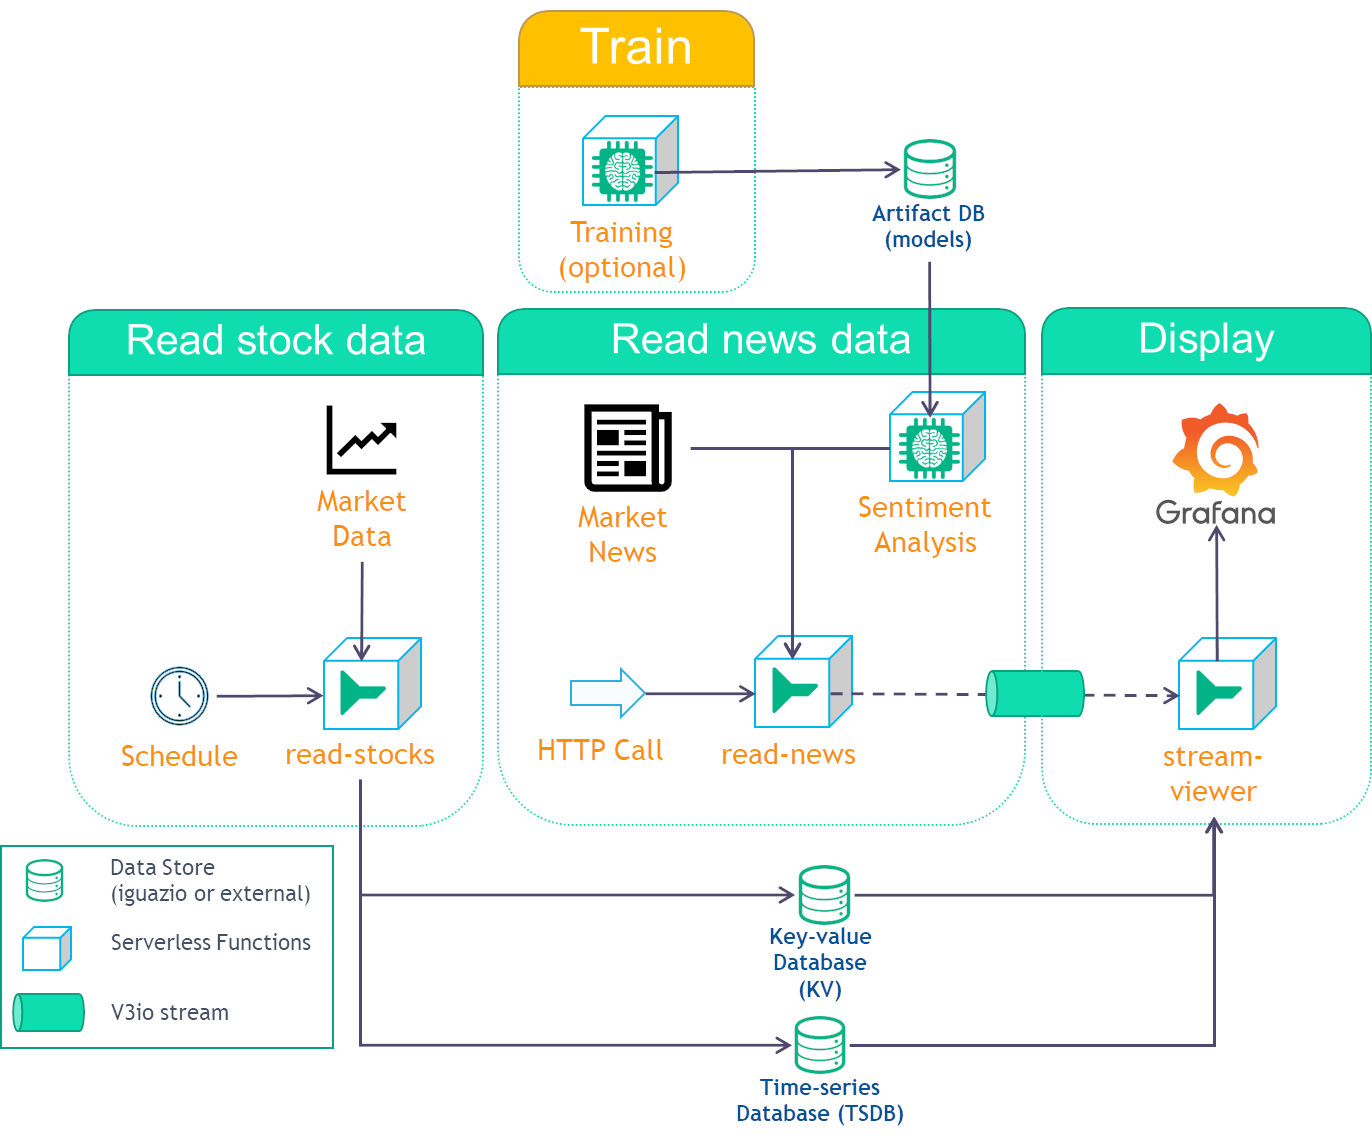 Train
Training
(optional)
Artifact DB
(models)
Read stock data
Read news data
Display
Market
Data
Market
News
Sentiment
Analysis
Grafana
Schedule
read-stocks
HTTP Call
read-news
stream-
viewer
Data Store
(iguazio or external)
Serverless Functions
V3io stream
Key-value
Database
(KV)
Time-series
Database (TSDB)